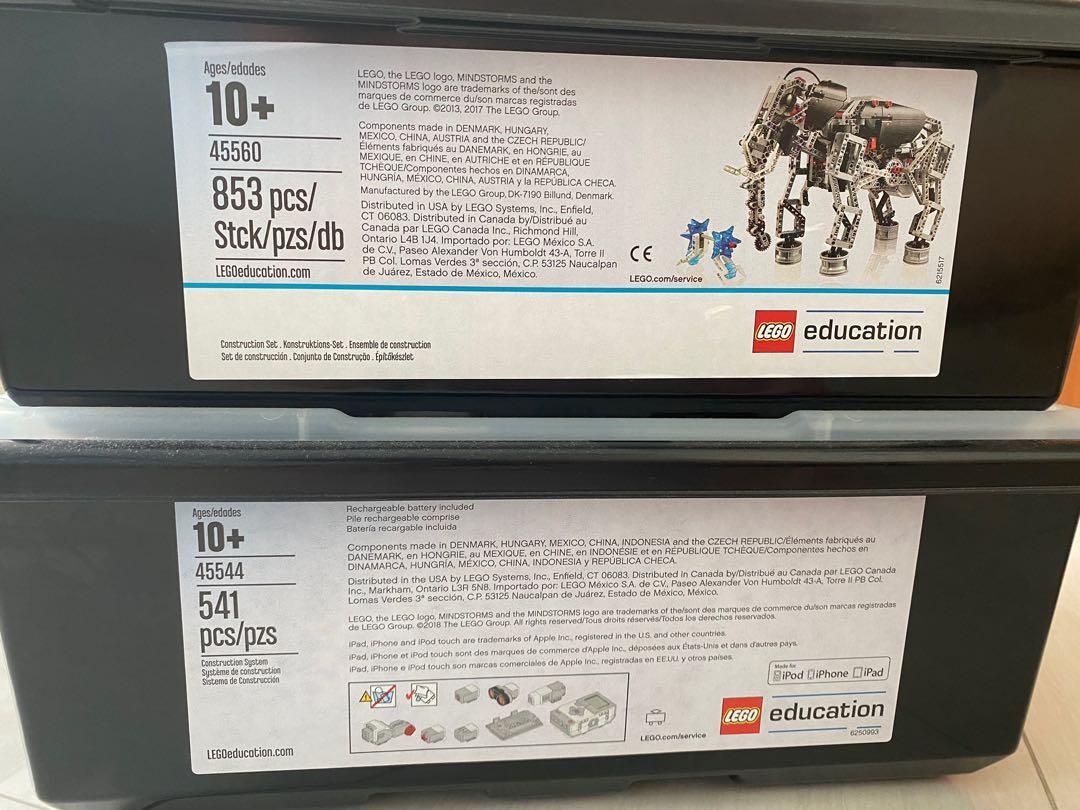 Ages/edades
10+
45560
853 pcs/
Stck/pzs/db
LEGOeducation.com
LEGO, the LEGO logo, MINDSTORMS and the
MINDSTORMS logo are trademarks of the/sont des
marques de commerce du/son marcas registradas
de LEGO Group. ©2013, 2017 The LEGO Group.
Components made in DENMARK, HUNGARY,
MEXICO, CHINA, AUSTRIA and the CZECH REPUBLIC/
Éléments fabriqués au DANEMARK, en HONGRIE, au
MEXIQUE, en CHINE, en AUTRICHE et en RÉPUBLIQUE
TCHÈQUE/Componentes hechos en DINAMARCA,
HUNGRÍA, MÉXICO, CHINA, AUSTRIA y la REPÚBLICA CHECA.
Manufactured by the LEGO Group, DK-7190 Billund, Denmark.
Distributed in USA by LEGO Systems, Inc., Enfield,
CT 06083. Distributed in Canada by/Distribué au
Canada par LEGO Canada Inc., Richmond Hill,
Ontario L4B 1J4. Importado por: LEGO México S.A.
de C.V., Paseo Alexander Von Humboldt 43-A, Torre II
PB Col. Lomas Verdes 3ª sección, C.P. 53125 Naucalpan
de Juárez, Estado de México, México.
CE
LEGO.com/service
6215517
Construction Set . Konstruktions-Set . Ensemble de construction
Set de construcción . Conjunto de Construção . Építőkészlet
LEGO education
Ages/edades
10+
45544
541
pcs/pzs
Construction System
Système de construction
Sistema de Construcción
LEGOeducation.com
Rechargeable battery included
Pile rechargeable comprise
Batería recargable incluida
Components made in DENMARK, HUNGARY, MEXICO, CHINA, INDONESIA and the CZECH REPUBLIC/Éléments fabriqués au
DANEMARK, en HONGRIE, au MEXIQUE, en CHINE, en INDONÉSIE et en RÉPUBLIQUE TCHÈQUE/Componentes hechos en
DINAMARCA, HUNGRÍA, MÉXICO, CHINA, INDONESIA y REPÚBLICA CHECA.
Distributed in the USA by LEGO Systems, Inc., Enfield, CT 06083. Distributed in Canada by/Distribué au Canada par LEGO Canada
Inc., Markham, Ontario L3R 5N8. Importado por: LEGO México S.A. de C.V., Paseo Alexander Von Humboldt 43-A, Torre II PB Col.
Lomas Verdes 3ª sección, C.P. 53125 Naucalpan de Juárez, Estado de México, México.
LEGO, the LEGO logo, MINDSTORMS and the MINDSTORMS logo are trademarks of the/sont des marques de commerce du/son marcas registradas
de LEGO Group. ©2018 The LEGO Group. All rights reserved/Tous droits réservés/Todos los derechos reservados.
iPad, iPhone and iPod touch are trademarks of Apple Inc., registered in the U.S. and other countries.
iPad, iPhone et iPod touch sont des marques de commerce d'Apple Inc., déposées aux États-Unis et dans d'autres pays.
iPad, iPhone e iPod touch son marcas comerciales de Apple Inc., registradas en EE.UU. y otros países.
Made for
iPod iPhone iPad
LEGO.com/service
LEGO education
6250993